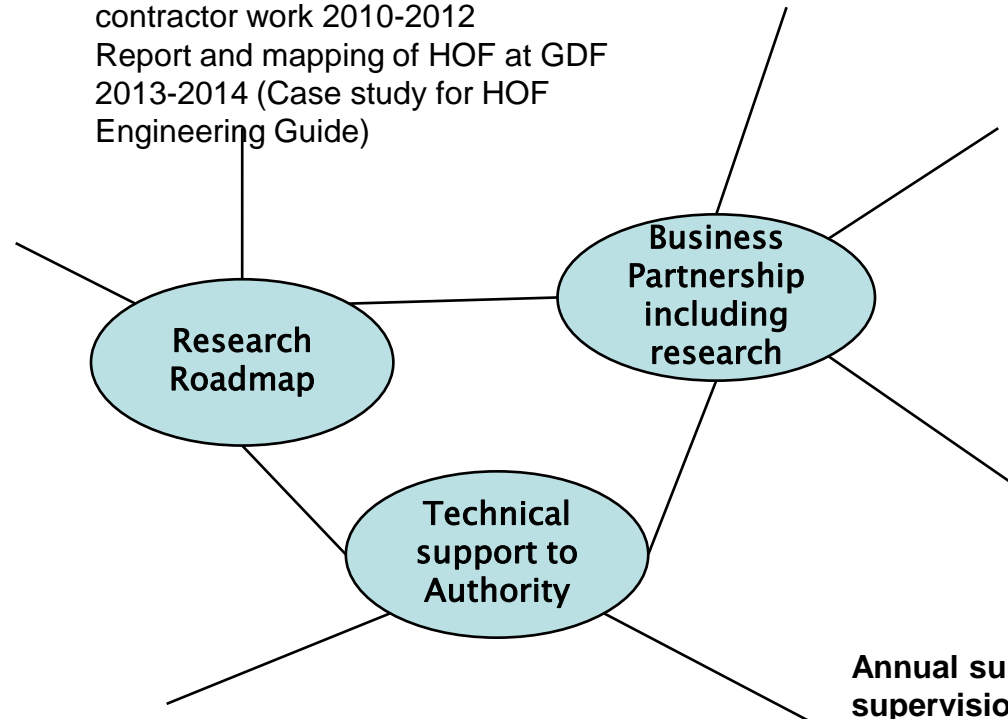 contractor work 2010-2012
Report and mapping of HOF at GDF
2013-2014 (Case study for HOF
Engineering Guide)
Business
Partnership
including
research
Research
Roadmap
Technical
support to
Authority
Annual su
supervisio